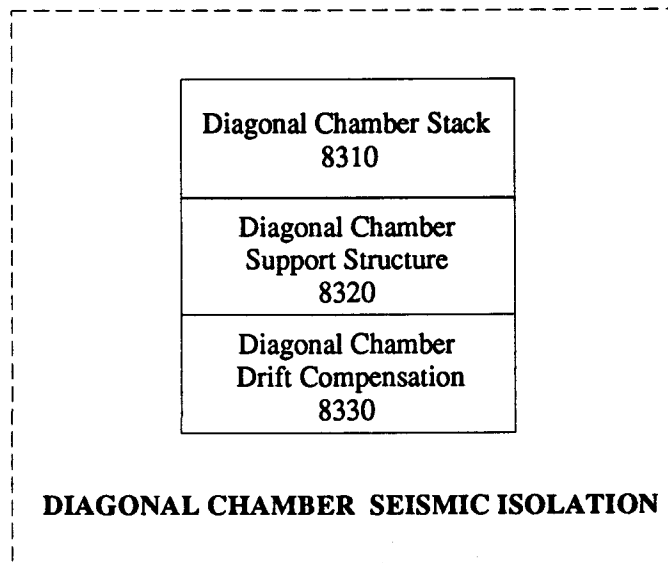 Diagonal Chamber Stack
8310
Diagonal Chamber
Support Structure
8320
Diagonal Chamber
Drift Compensation
8330
DIAGONAL CHAMBER SEISMIC ISOLATION